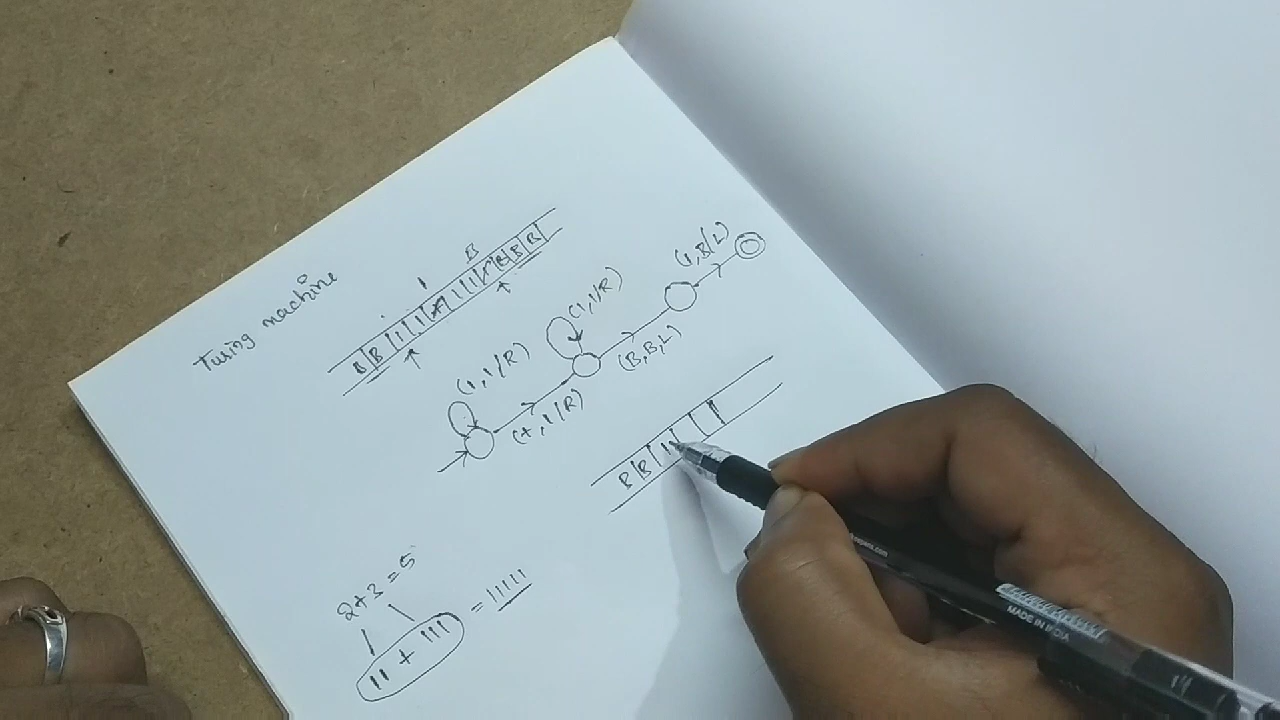 Turing machine
B
1
B B 1 1 + 1 1 1 B B B
(1,1/R)
(+,1/R)
(1,1/R)
(B,B,L)
(1,B/L)
B B 1 1
2+3=5
11 + 111 = 11111
MADE IN INDIA